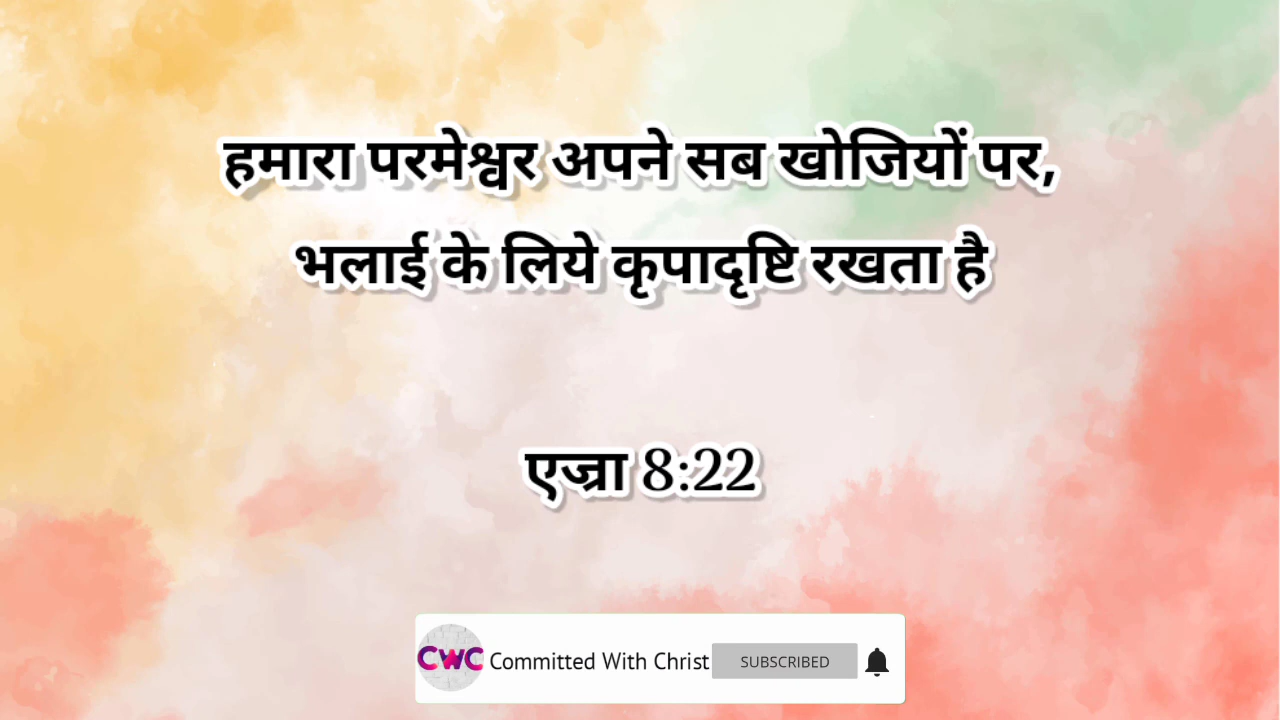 हमारा परमेश्वर अपने सब खोजियों पर,
भलाई के लिये कृपादृष्टि रखता है
एज्रा 8:22
CWC Committed With Christ SUBSCRIBED